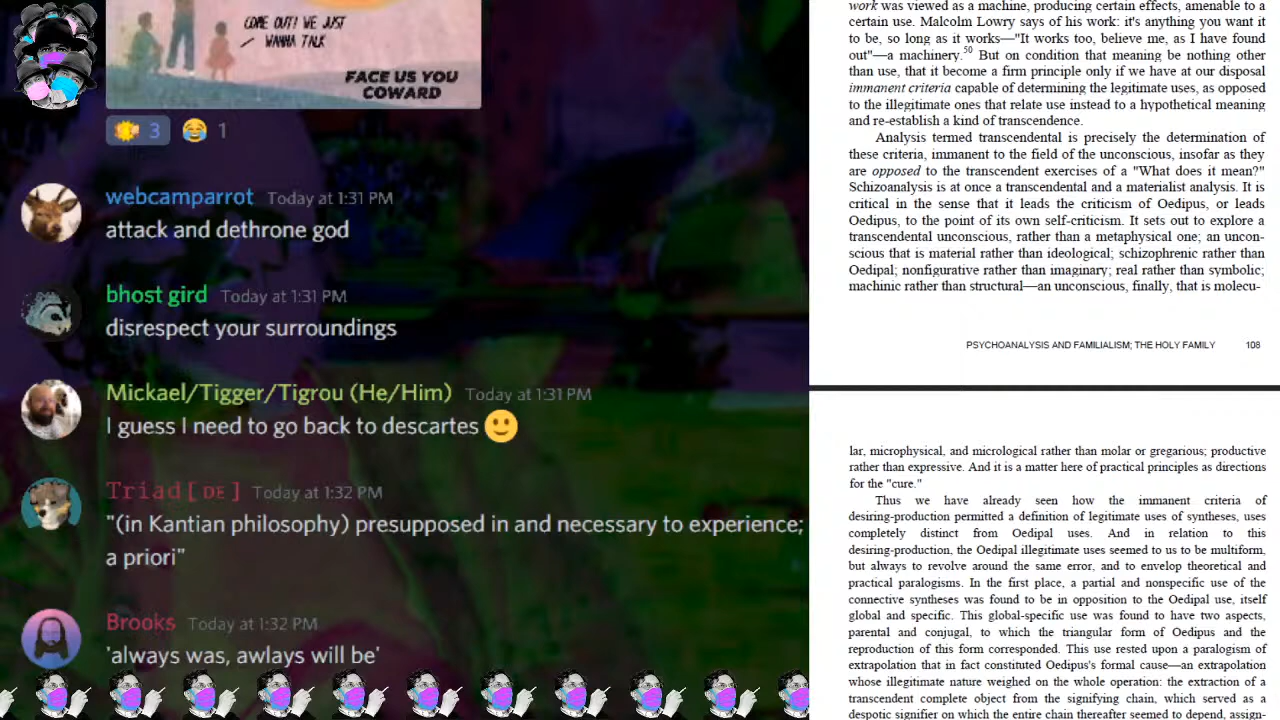 COME OUT! WE JUST
WANNA TALK
FACE US YOU
COWARD
3
1
webcamparrot Today at 1:31 PM
attack and dethrone god
bhost gird Today at 1:31 PM
disrespect your surroundings
Mickael/Tigger/Tigrou (He/Him) Today at 1:31 PM
I guess I need to go back to descartes
Triad[DE] Today at 1:32 PM
"(in Kantian philosophy) presupposed in and necessary to experience;
a priori"
Brooks Today at 1:32 PM
'always was, awlays will be'
work was viewed as a machine, producing certain effects, amenable to a
certain use. Malcolm Lowry says of his work: it's anything you want it
to be, so long as it works—"It works too, believe me, as I have found
out"—a machinery.50 But on condition that meaning be nothing other
than use, that it become a firm principle only if we have at our disposal
immanent criteria capable of determining the legitimate uses, as opposed
to the illegitimate ones that relate use instead to a hypothetical meaning
and re-establish a kind of transcendence.
Analysis termed transcendental is precisely the determination of
these criteria, immanent to the field of the unconscious, insofar as they
are opposed to the transcendent exercises of a "What does it mean?"
Schizoanalysis is at once a transcendental and a materialist analysis. It is
critical in the sense that it leads the criticism of Oedipus, or leads
Oedipus, to the point of its own self-criticism. It sets out to explore a
transcendental unconscious, rather than a metaphysical one; an uncon-
scious that is material rather than ideological; schizophrenic rather than
Oedipal; nonfigurative rather than imaginary; real rather than symbolic;
machinic rather than structural—an unconscious, finally, that is molecu-
PSYCHOANALYSIS AND FAMILIALISM; THE HOLY FAMILY 108
lar, microphysical, and micrological rather than molar or gregarious; productive
rather than expressive. And it is a matter here of practical principles as directions
for the "cure."
Thus we have already seen how the immanent criteria of
desiring-production permitted a definition of legitimate uses of syntheses, uses
completely distinct from Oedipal uses. And in relation to this
desiring-production, the Oedipal illegitimate uses seemed to us to be multiform,
but always to revolve around the same error, and to envelop theoretical and
practical paralogisms. In the first place, a partial and nonspecific use of the
connective syntheses was found to be in opposition to the Oedipal use, itself
global and specific. This global-specific use was found to have two aspects,
parental and conjugal, to which the triangular form of Oedipus and the
reproduction of this form corresponded. This use rested upon a paralogism of
extrapolation that in fact constituted Oedipus's formal cause—an extrapolation
whose illegitimate nature weighed on the whole operation: the extraction of a
transcendent complete object from the signifying chain, which served as a
despotic signifier on which the entire chain thereafter seemed to depend, assign-